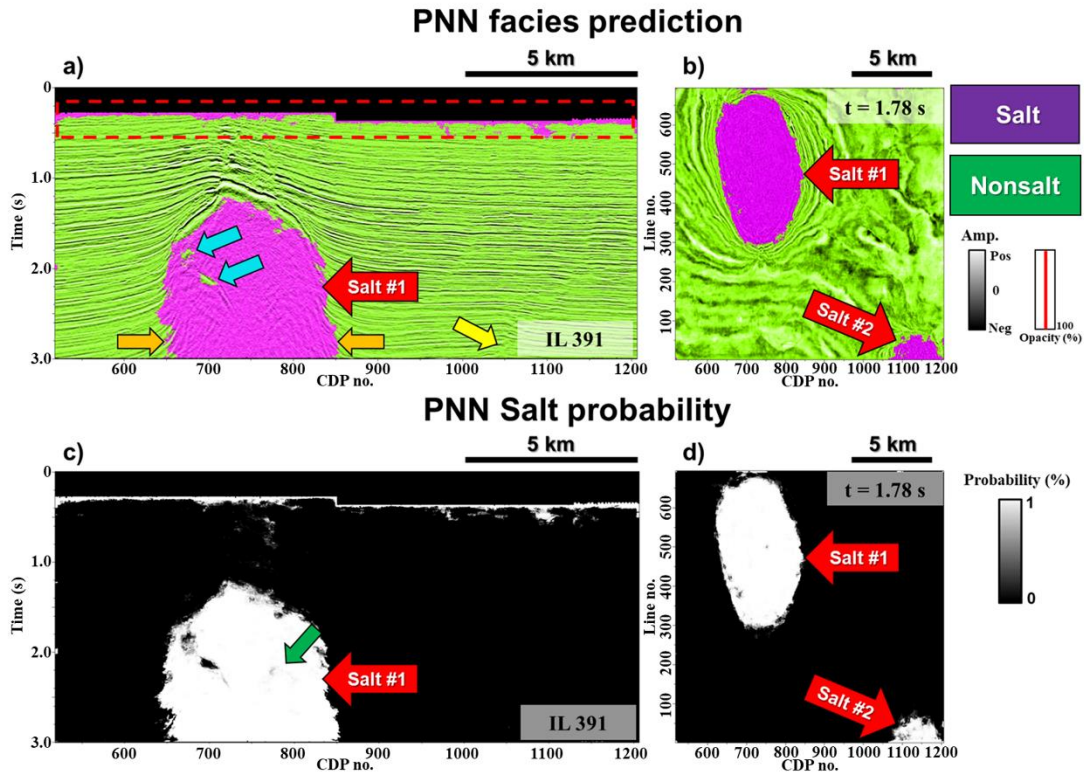 PNN facies prediction
a)
5 km
b)
5 km
0
1.0
2.0
3.0
Time (s)
Salt #1
IL 391
600
700
800
900
1000
1100
1200
CDP no.
t = 1.78 s
600
500
400
300
200
100
Line no.
Salt #1
Salt #2
600
700
800
900
1000
1100
1200
CDP no.
Salt
Nonsalt
Amp.
Pos
0
Neg
100
Opacity (%)
PNN Salt probability
c)
5 km
d)
5 km
0
1.0
2.0
3.0
Time (s)
Salt #1
IL 391
600
700
800
900
1000
1100
1200
CDP no.
t = 1.78 s
600
500
400
300
200
100
Line no.
Salt #1
Salt #2
600
700
800
900
1000
1100
1200
CDP no.
Probability (%)
1
0